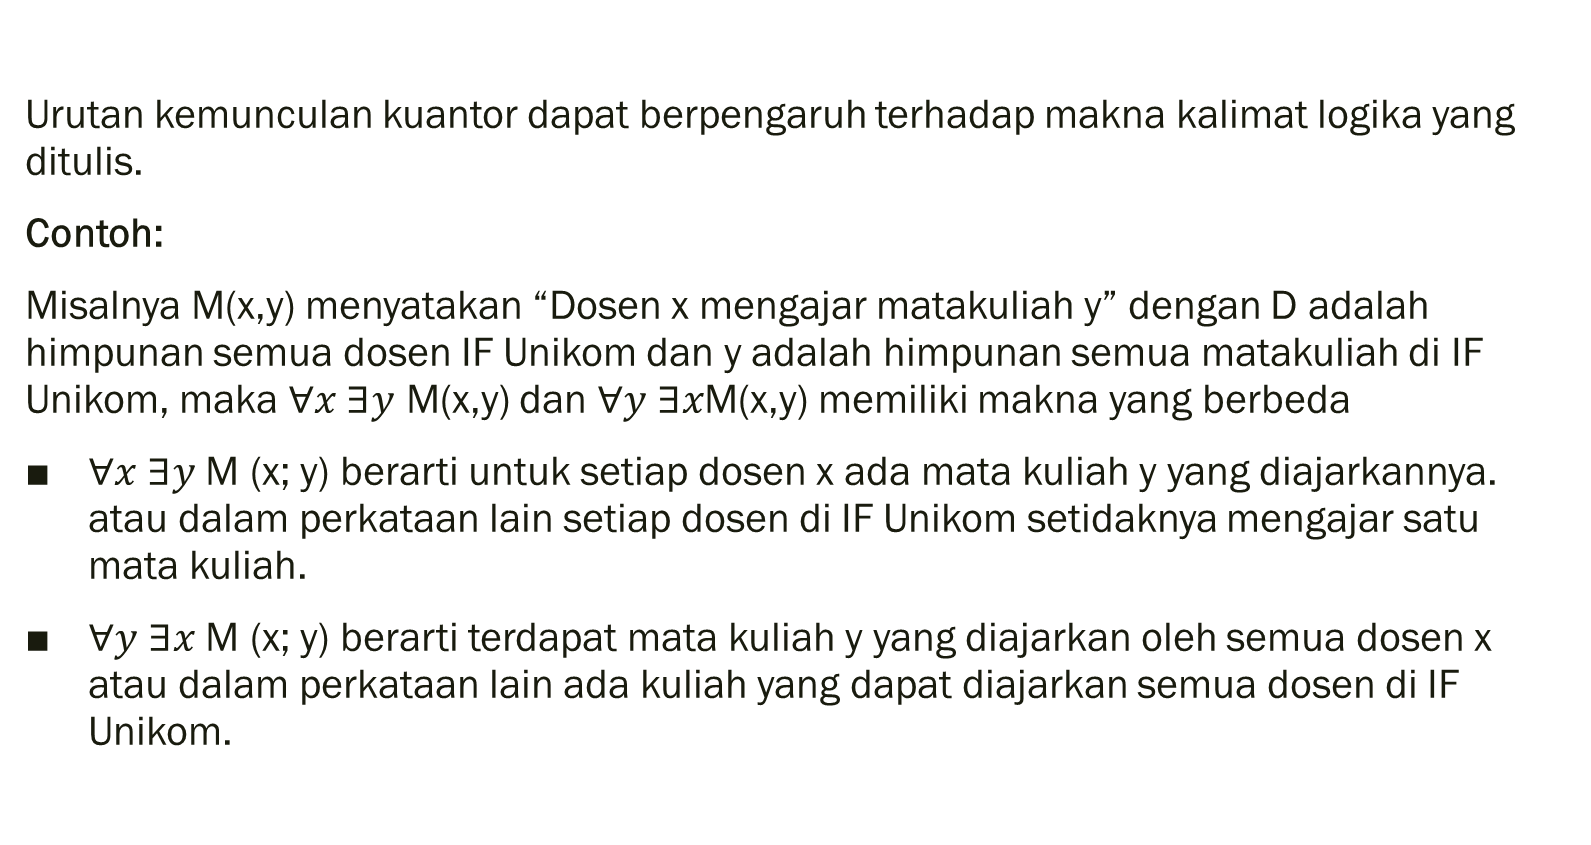 Urutan kemunculan kuantor dapat berpengaruh terhadap makna kalimat logika yang
ditulis.
Contoh:
Misalnya M(x,y) menyatakan “Dosen x mengajar matakuliah y” dengan D adalah
himpunan semua dosen IF Unikom dan y adalah himpunan semua matakuliah di IF
Unikom, maka ∀𝑥 ∃𝑦 M(x,y) dan ∀𝑦 ∃𝑥M(x,y) memiliki makna yang berbeda
■ ∀𝑥 ∃𝑦 M (x; y) berarti untuk setiap dosen x ada mata kuliah y yang diajarkannya.
atau dalam perkataan lain setiap dosen di IF Unikom setidaknya mengajar satu
mata kuliah.
■ ∀𝑦 ∃𝑥 M (x; y) berarti terdapat mata kuliah y yang diajarkan oleh semua dosen x
atau dalam perkataan lain ada kuliah yang dapat diajarkan semua dosen di IF
Unikom.